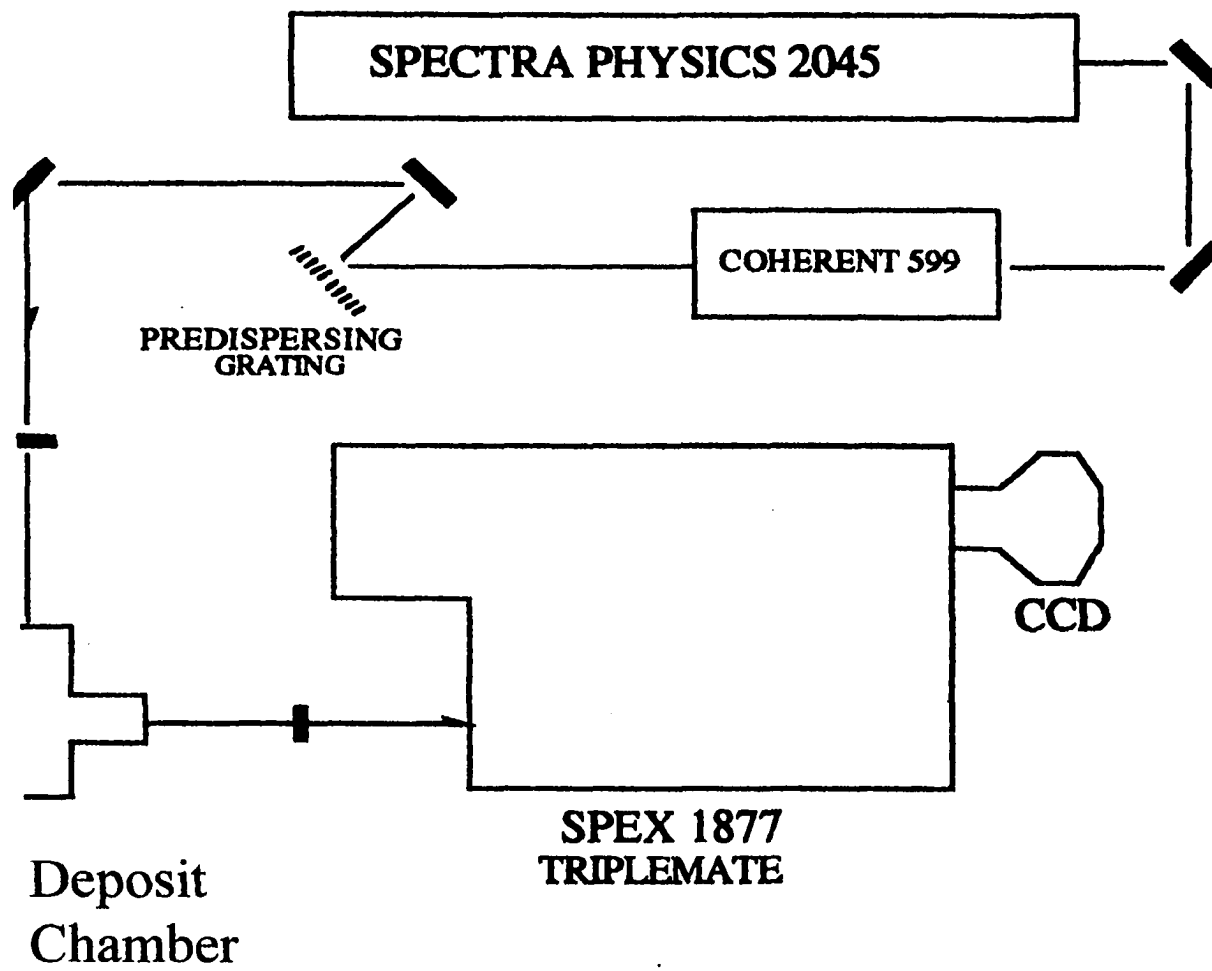 SPECTRA PHYSICS 2045
COHERENT 599
PREDISPERSING
GRATING
CCD
SPEX 1877
TRIPLEMATE
Deposit
Chamber